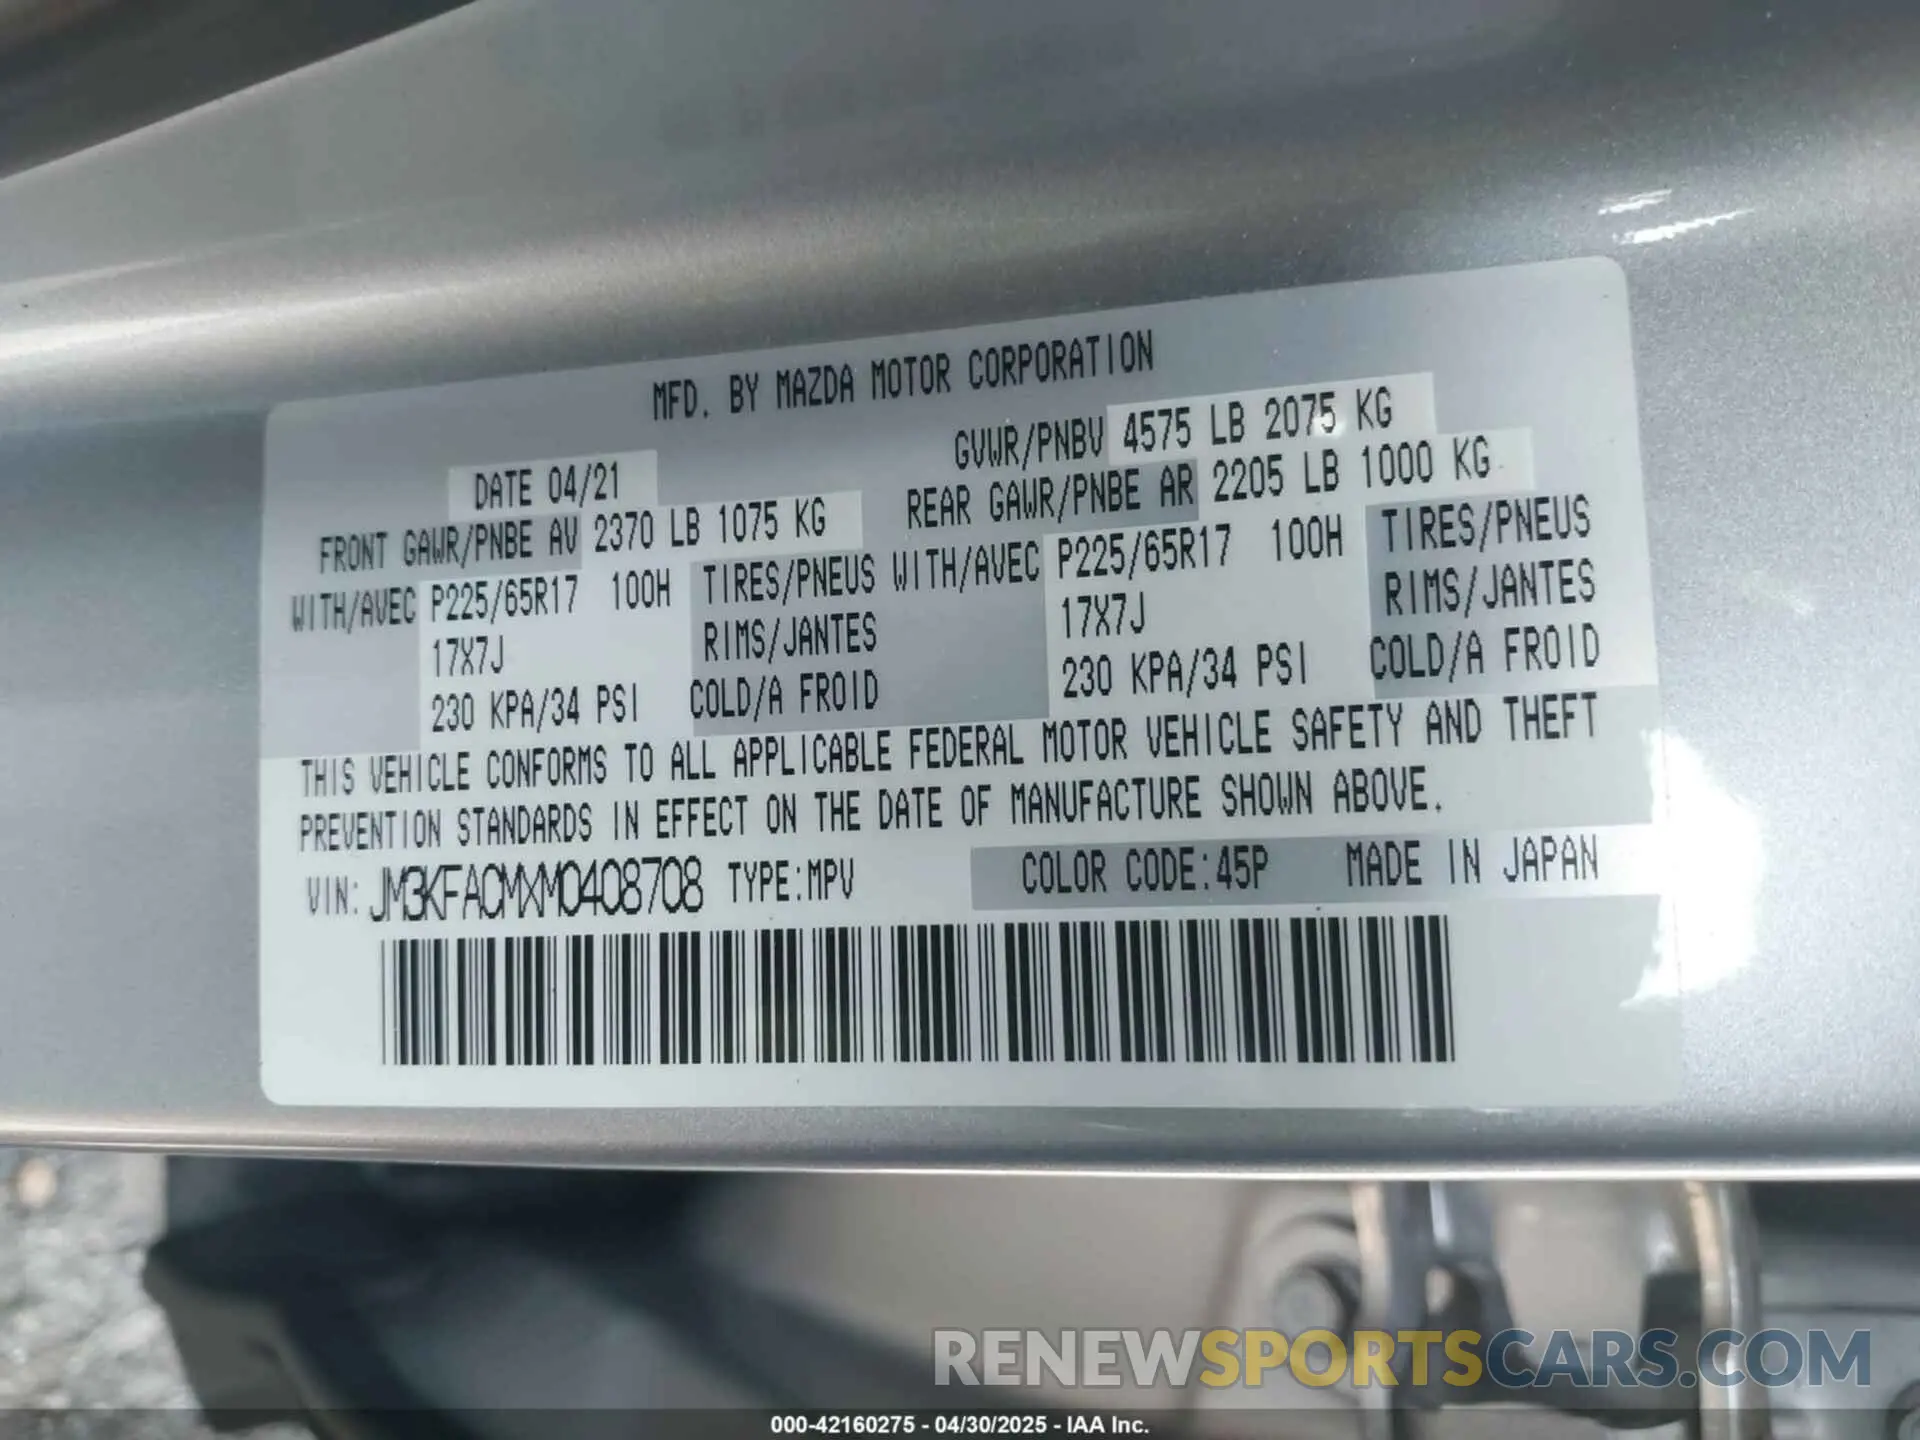 MFD. BY MAZDA MOTOR CORPORATION
DATE 04/21
GVWR/PNBV 4575 LB 2075 KG
FRONT GAWR/PNBE AV 2370 LB 1075 KG
REAR GAWR/PNBE AR 2205 LB 1000 KG
WITH/AVEC P225/65R17 100H TIRES/PNEUS WITH/AVEC P225/65R17 100H TIRES/PNEUS
17X7J RIMS/JANTES 17X7J RIMS/JANTES
230 KPA/34 PSI COLD/A FROID 230 KPA/34 PSI COLD/A FROID
THIS VEHICLE CONFORMS TO ALL APPLICABLE FEDERAL MOTOR VEHICLE SAFETY AND THEFT
PREVENTION STANDARDS IN EFFECT ON THE DATE OF MANUFACTURE SHOWN ABOVE.
VIN: JM3KFACMXM0408708 TYPE:MPV COLOR CODE:45P MADE IN JAPAN
RENEWSPORTSCARS.COM
000-42160275 - 04/30/2025 - IAA Inc.